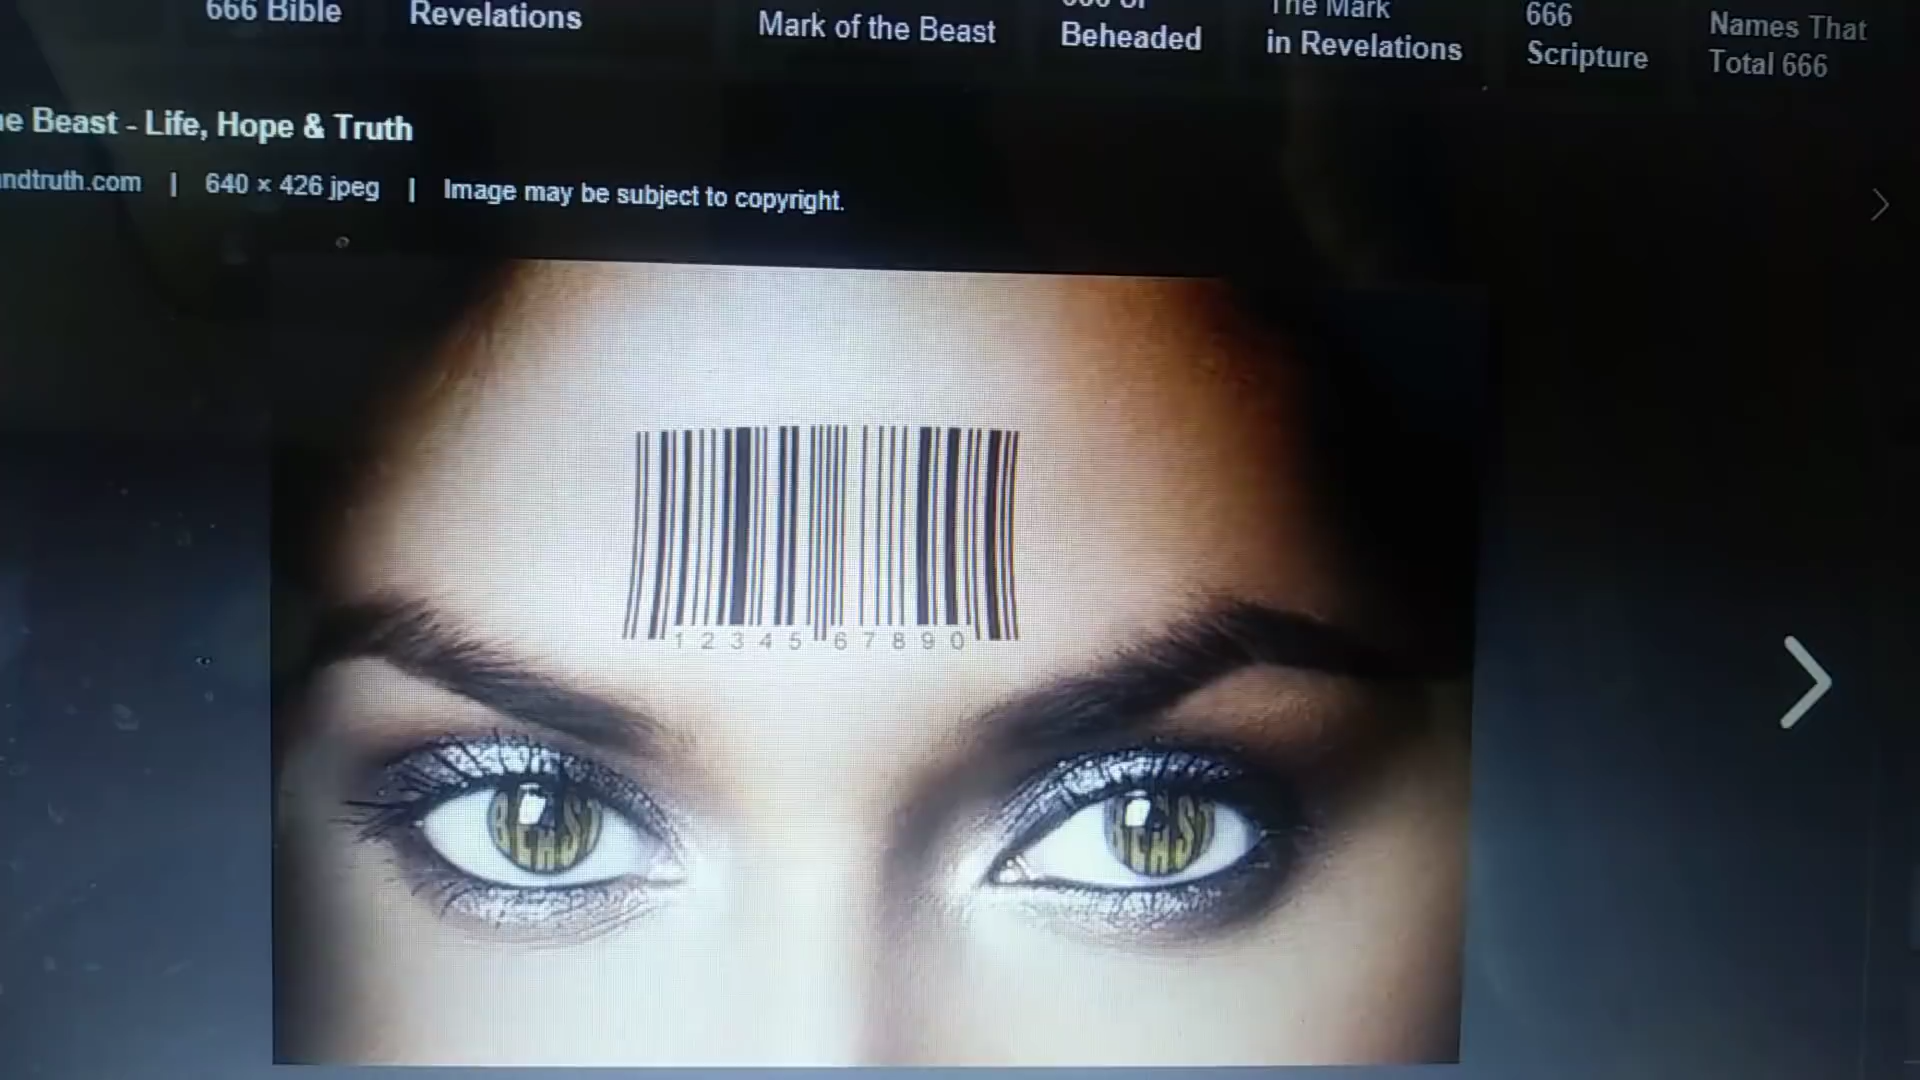 666 Bible
Revelations
Mark of the Beast
Beheaded
The Mark
in Revelations
666
Scripture
Names That
Total 666
Beast - Life, Hope & Truth
ndtruth.com | 640 × 426 jpeg | Image may be subject to copyright.
1 2 3 4 5 6 7 8 9 0
BEAST
BEAST